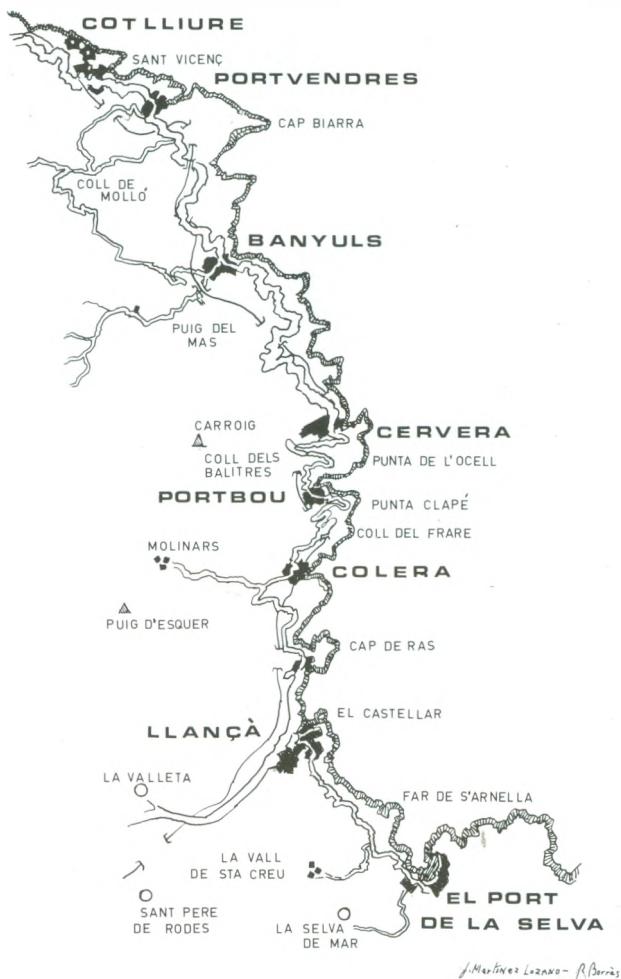 COTLLIURE
SANT VICENÇ
PORTVENDRES
CAP BIARRA
COLL DE
MOLLÓ
BANYULS
PUIG DEL
MAS
CARROIG
CERVERA
COLL DELS
BALITRES
PUNTA DE L'OCELL
PORTBOU
PUNTA CLAPÉ
COLL DEL FRARE
MOLINARS
COLERA
PUIG D'ESQUER
CAP DE RAS
EL CASTELLAR
LLANÇÀ
LA VALLETA
FAR DE S'ARNELLA
LA VALL
DE STA CREU
EL PORT
DE LA SELVA
SANT PERE
DE RODES
LA SELVA
DE MAR
J. MARTÍNEZ LOZANO - R. Borràs